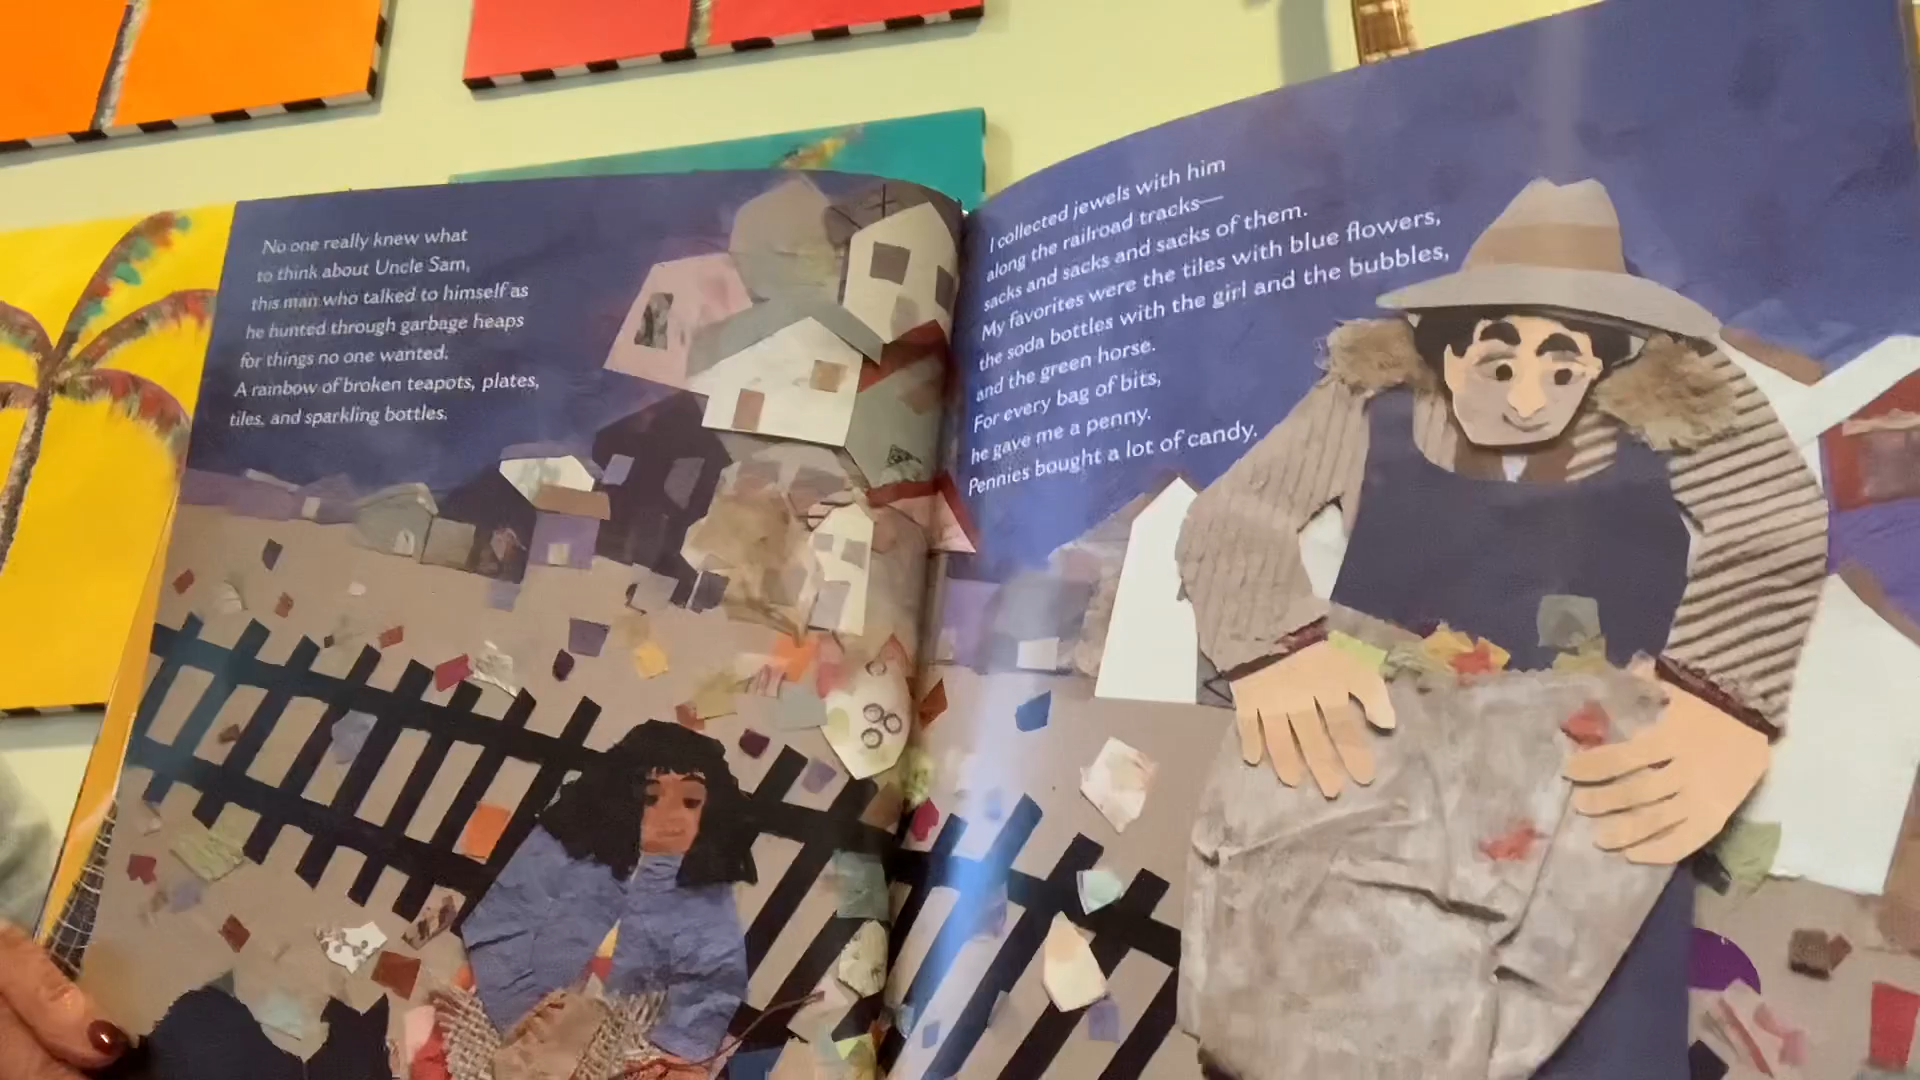 No one really knew what
to think about Uncle Sam,
this man who talked to himself as
he hunted through garbage heaps
for things no one wanted.
A rainbow of broken teapots, plates,
tiles, and sparkling bottles.
I collected jewels with him
along the railroad tracks—
sacks and sacks and sacks of them.
My favorites were the tiles with blue flowers,
the soda bottles with the girl and the bubbles,
and the green horse.
For every bag of bits,
he gave me a penny.
Pennies bought a lot of candy.